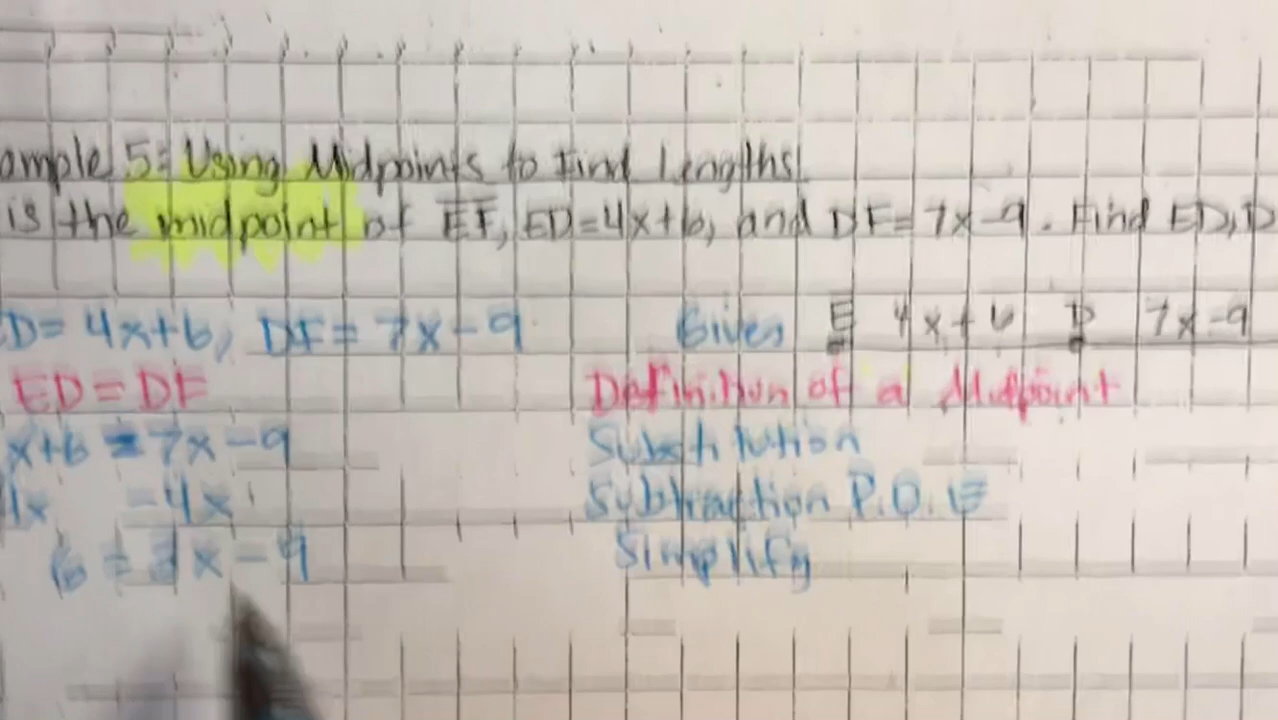 ample 5: Using Midpoints to Find Lengths
is the midpoint of EF, ED=4x+6, and DF=7x-9. Find ED, D
D=4x+6, DF=7x-9 Given E 4x+6 D 7x-9
ED=DF Definition of a Midpoint
x+6=7x-9 Substitution
4x -4x Subtraction P.O.E
6=3x-9 Simplify